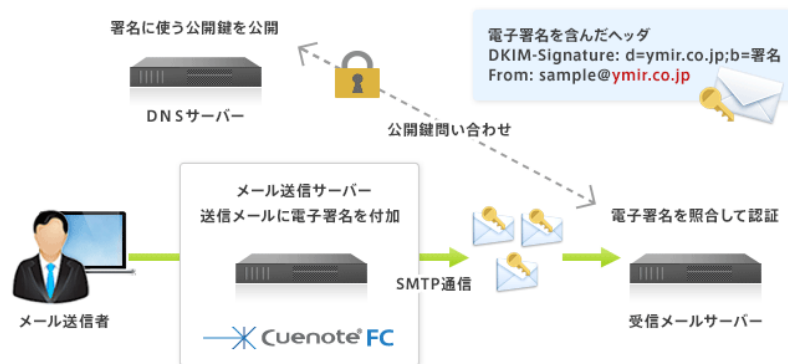 署名に使う公開鍵を公開
DNSサーバー
電子署名を含んだヘッダ
DKIM-Signature: d=ymir.co.jp;b=署名
From: sample@ymir.co.jp
公開鍵問い合わせ
メール送信サーバー
送信メールに電子署名を付加
電子署名を照合して認証
SMTP通信
メール送信者
Cuenote® FC
受信メールサーバー